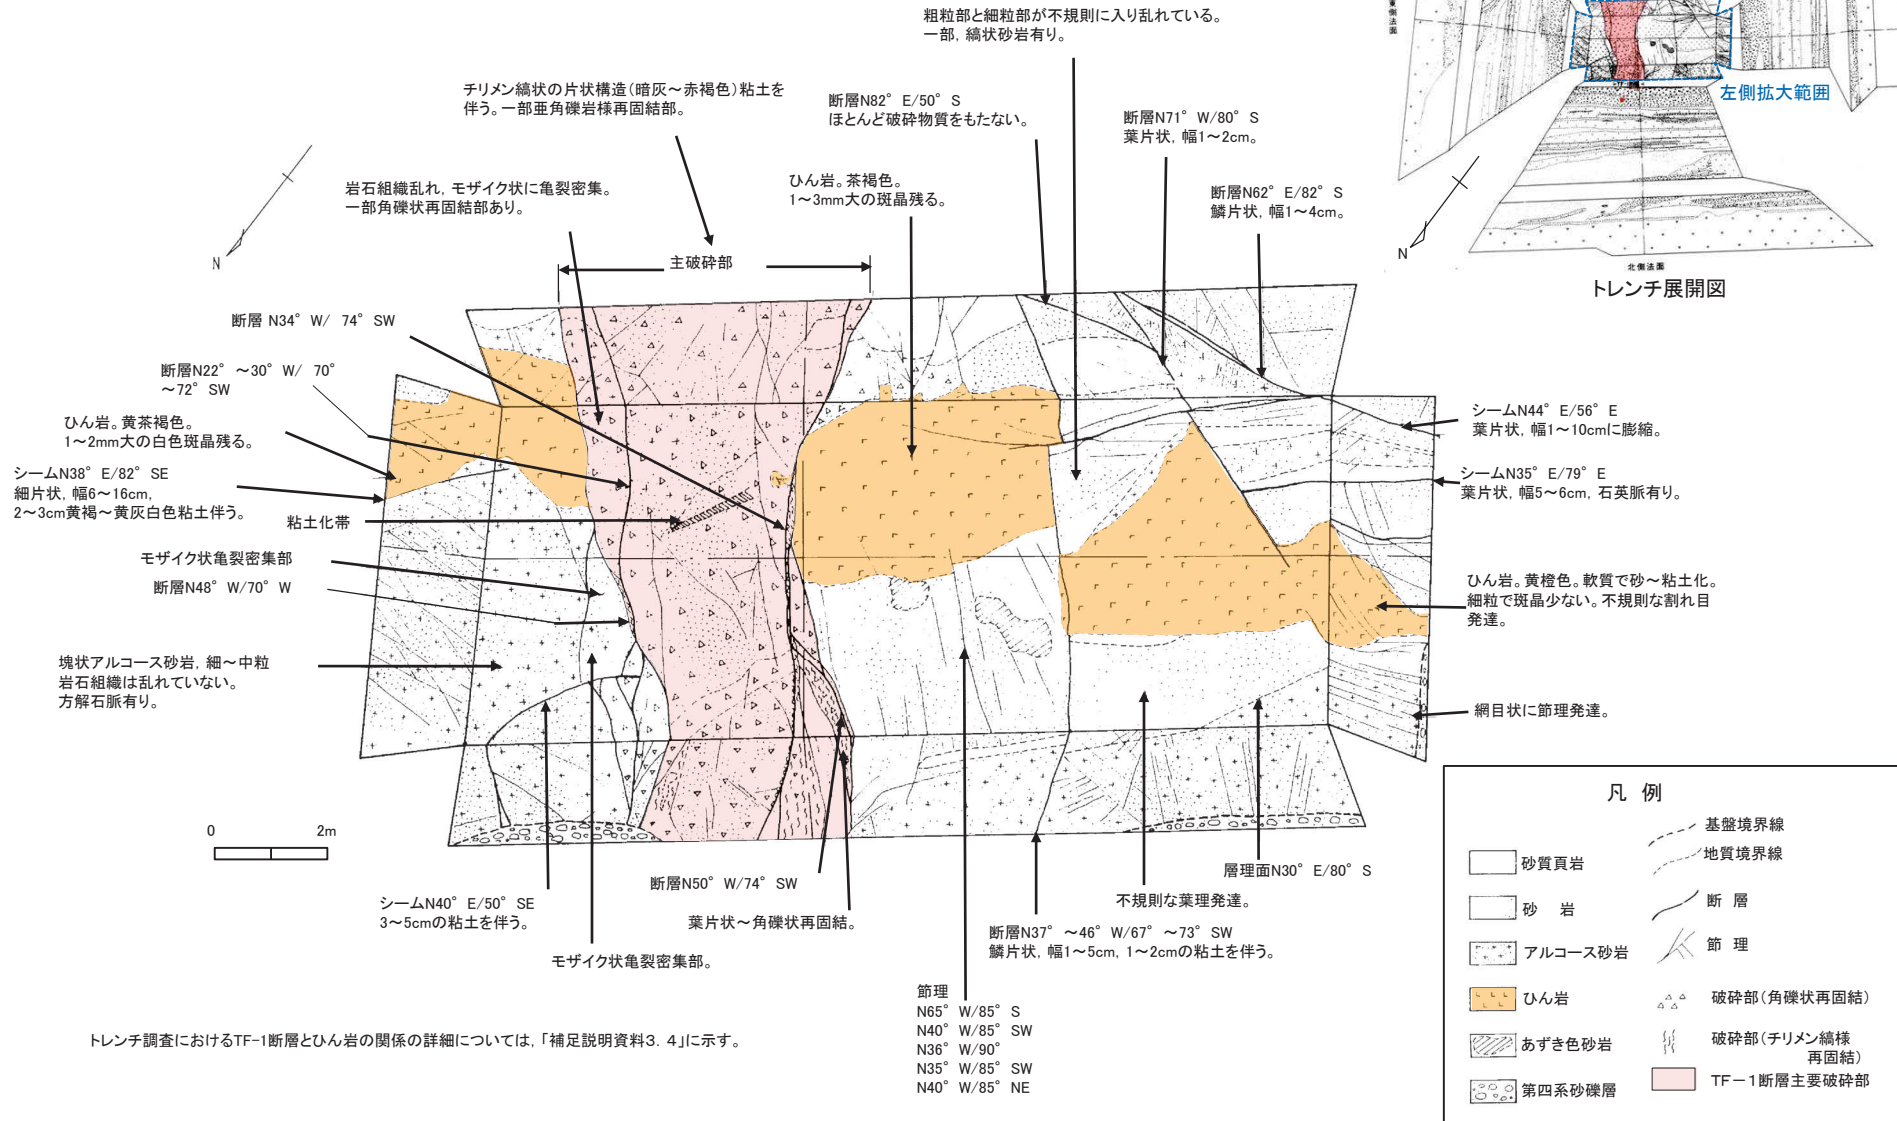 粗粒部と細粒部が不規則に入り乱れている。
一部，縞状砂岩有り。
東側法面
左側拡大範囲
N
北側法面
トレンチ展開図
チリメン縞状の片状構造（暗灰～赤褐色）粘土を
伴う。一部亜角礫岩様再固結部。
断層N82°E/50°S
ほとんど破砕物質をもたない。
断層N71°W/80°S
葉片状，幅1～2cm。
岩石組織乱れ，モザイク状に亀裂密集。
一部角礫状再固結部あり。
ひん岩。茶褐色。
1～3mm大の斑晶残る。
断層N62°E/82°S
鱗片状，幅1～4cm。
N
主破砕部
断層 N34°W/ 74°SW
断層N22°～30°W/ 70°
～72°SW
ひん岩。黄茶褐色。
1～2mm大の白色斑晶残る。
シームN38°E/82°SE
細片状，幅6～16cm，
2～3cm黄褐～黄灰白色粘土伴う。
粘土化帯
モザイク状亀裂密集部
断層N48°W/70°W
塊状アルコース砂岩，細～中粒
岩石組織は乱れていない。
方解石脈有り。
シームN44°E/56°E
葉片状，幅1～10cmに膨縮。
シームN35°E/79°E
葉片状，幅5～6cm，石英脈有り。
ひん岩。黄橙色。軟質で砂～粘土化。
細粒で斑晶少ない。不規則な割れ目
発達。
網目状に節理発達。
0 2m
シームN40°E/50°SE
3～5cmの粘土を伴う。
モザイク状亀裂密集部。
断層N50°W/74°SW
葉片状～角礫状再固結。
節理
N65°W/85°S
N40°W/85°SW
N36°W/90°
N35°W/85°SW
N40°W/85°NE
断層N37°～46°W/67°～73°SW
鱗片状，幅1～5cm，1～2cmの粘土を伴う。
不規則な葉理発達。
層理面N30°E/80°S
凡 例
砂質頁岩
砂 岩
アルコース砂岩
ひん岩
あずき色砂岩
第四系砂礫層
基盤境界線
地質境界線
断 層
節 理
破砕部（角礫状再固結）
破砕部（チリメン縞様
再固結）
TF－1断層主要破砕部
トレンチ調査におけるTF-1断層とひん岩の関係の詳細については，「補足説明資料3．4」に示す。